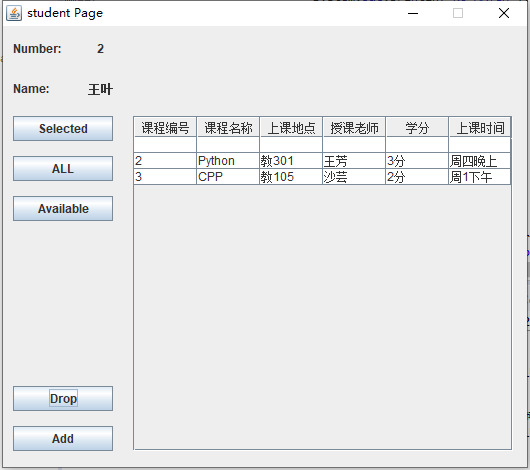 student Page
Number: 2
Name: 王叶
Selected
ALL
Available
Drop
Add
课程编号 课程名称 上课地点 授课老师 学分 上课时间
2 Python 教301 王芳 3分 周四晚上
3 CPP 教105 沙芸 2分 周1下午